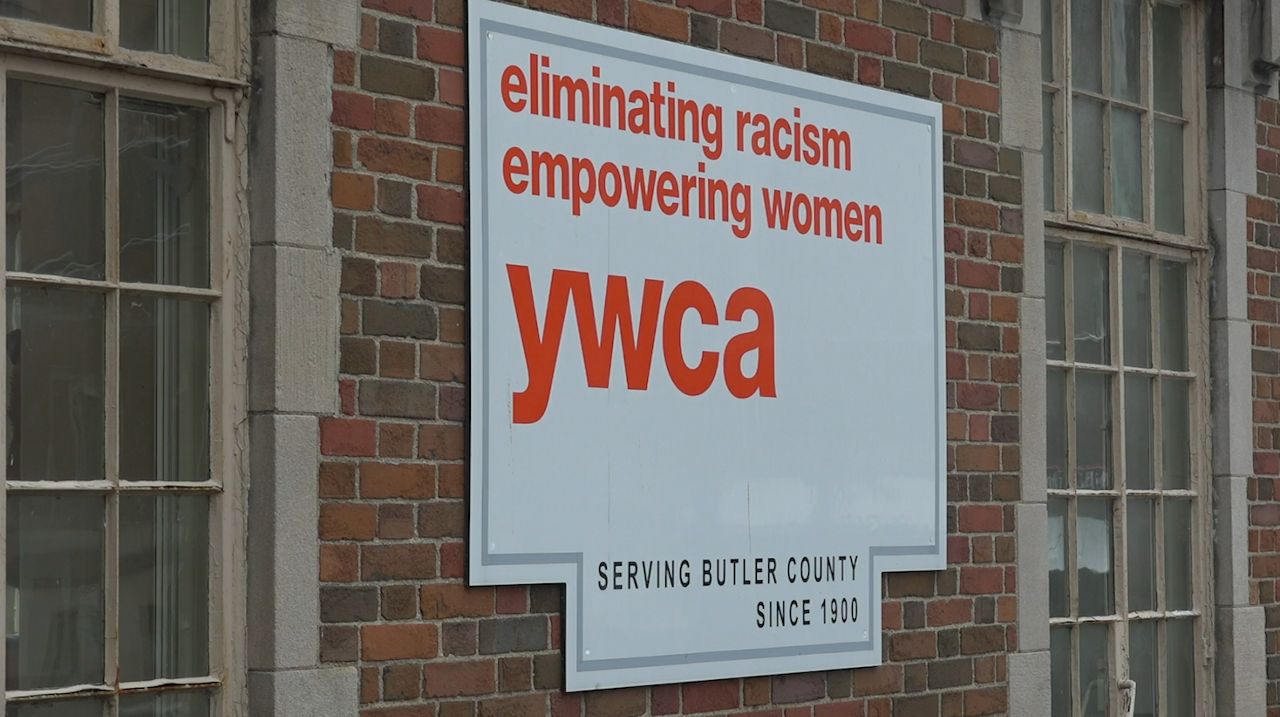 eliminating racism
empowering women
ywca
SERVING BUTLER COUNTY
SINCE 1900